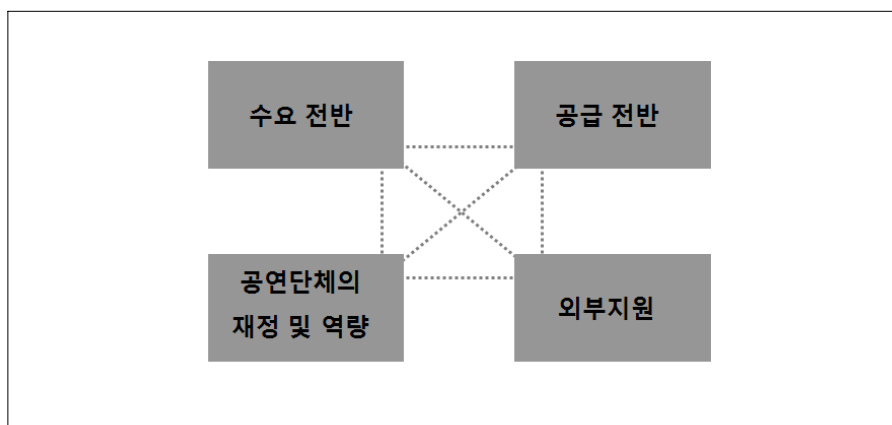 수요 전반
공급 전반
공연단체의
재정 및 역량
외부지원